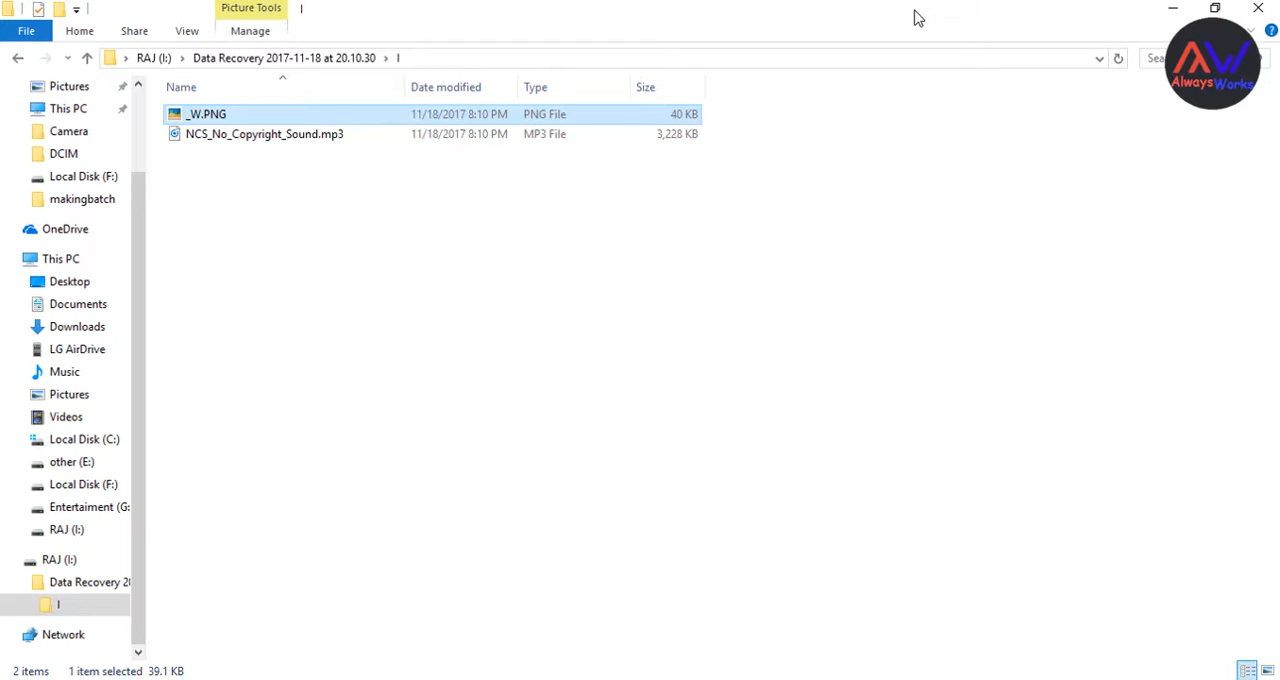 Picture Tools
I
File
Home
Share
View
Manage
RAJ (I:)
Data Recovery 2017-11-18 at 20.10.30
I
Sea
AW
AlwaysWorks
Name
Date modified
Type
Size
_W.PNG
11/18/2017 8:10 PM
PNG File
40 KB
NCS_No_Copyright_Sound.mp3
11/18/2017 8:10 PM
MP3 File
3,228 KB
Pictures
This PC
Camera
DCIM
Local Disk (F:)
makingbatch
OneDrive
This PC
Desktop
Documents
Downloads
LG AirDrive
Music
Pictures
Videos
Local Disk (C:)
other (E:)
Local Disk (F:)
Entertaiment (G:
RAJ (I:)
RAJ (I:)
Data Recovery 20
I
Network
2 items
1 item selected 39.1 KB